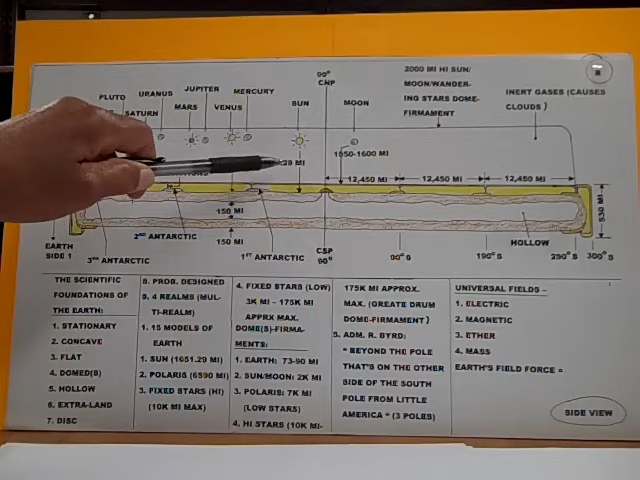 90°
CNP
2000 MI HI SUN/
MOON/WANDER-
ING STARS DOME-
FIRMAMENT
INERT GASES (CAUSES
CLOUDS )
PLUTO
URANUS
JUPITER
MERCURY
SATURN
MARS
VENUS
SUN
MOON
29 MI
1850-1600 MI
12,450 MI
12,450 MI
12,450 MI
150 MI
150 MI
530 MI
HOLLOW
EARTH
SIDE 1
3RD ANTARCTIC
2ND ANTARCTIC
1ST ANTARCTIC
CSP
90°
90° S
190° S
290° S
300° S
THE SCIENTIFIC
FOUNDATIONS OF
THE EARTH:
1. STATIONARY
2. CONCAVE
3. FLAT
4. DOMED(S)
5. HOLLOW
6. EXTRA-LAND
7. DISC
8. PROB. DESIGNED
9. 4 REALMS (MUL-
TI-REALM)
1. 15 MODELS OF
EARTH
1. SUN (1651.29 MI)
2. POLARIS (6590 MI)
3. FIXED STARS (HI)
(10K MI MAX)
4. FIXED STARS (LOW)
3K MI – 175K MI
APPRX MAX.
DOME(S)-FIRMA-
MENTS:
1. EARTH: 73-90 MI
2. SUN/MOON: 2K MI
3. POLARIS: 7K MI
(LOW STARS)
4. HI STARS (10K MI-
175K MI APPROX.
MAX. (GREATE DRUM
DOME-FIRMAMENT )
5. ADM. R. BYRD:
" BEYOND THE POLE
THAT'S ON THE OTHER
SIDE OF THE SOUTH
POLE FROM LITTLE
AMERICA " (3 POLES)
UNIVERSAL FIELDS –
1. ELECTRIC
2. MAGNETIC
3. ETHER
4. MASS
EARTH'S FIELD FORCE
SIDE VIEW